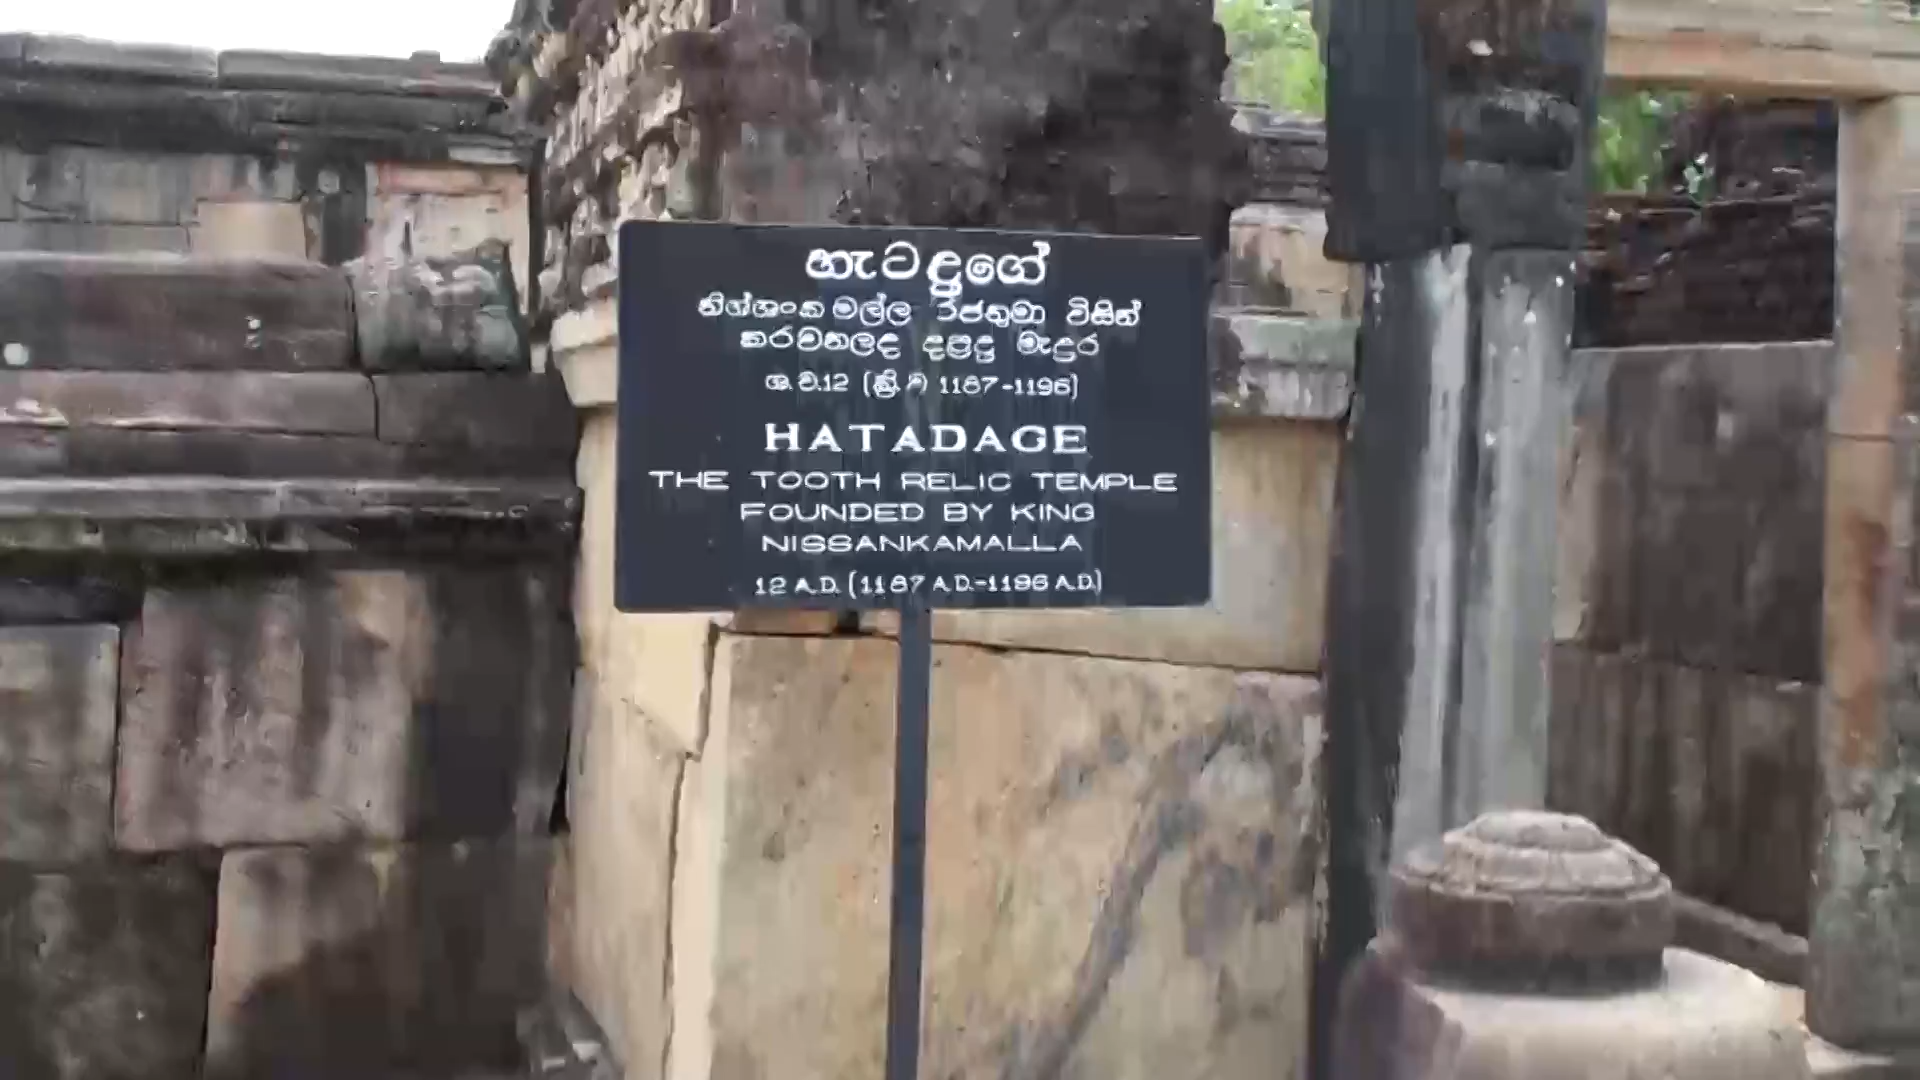 හැටදාගේ
නිශ්ශංක මල්ල රජතුමා විසින්
කරවනලද දළදා මැදුර
ශ. ව. 12 (ක්‍රි. ව 1187-1196)
HATADAGE
THE TOOTH RELIC TEMPLE
FOUNDED BY KING
NISSANKAMALLA
12 A.D. (1187 A.D.-1196 A.D.)